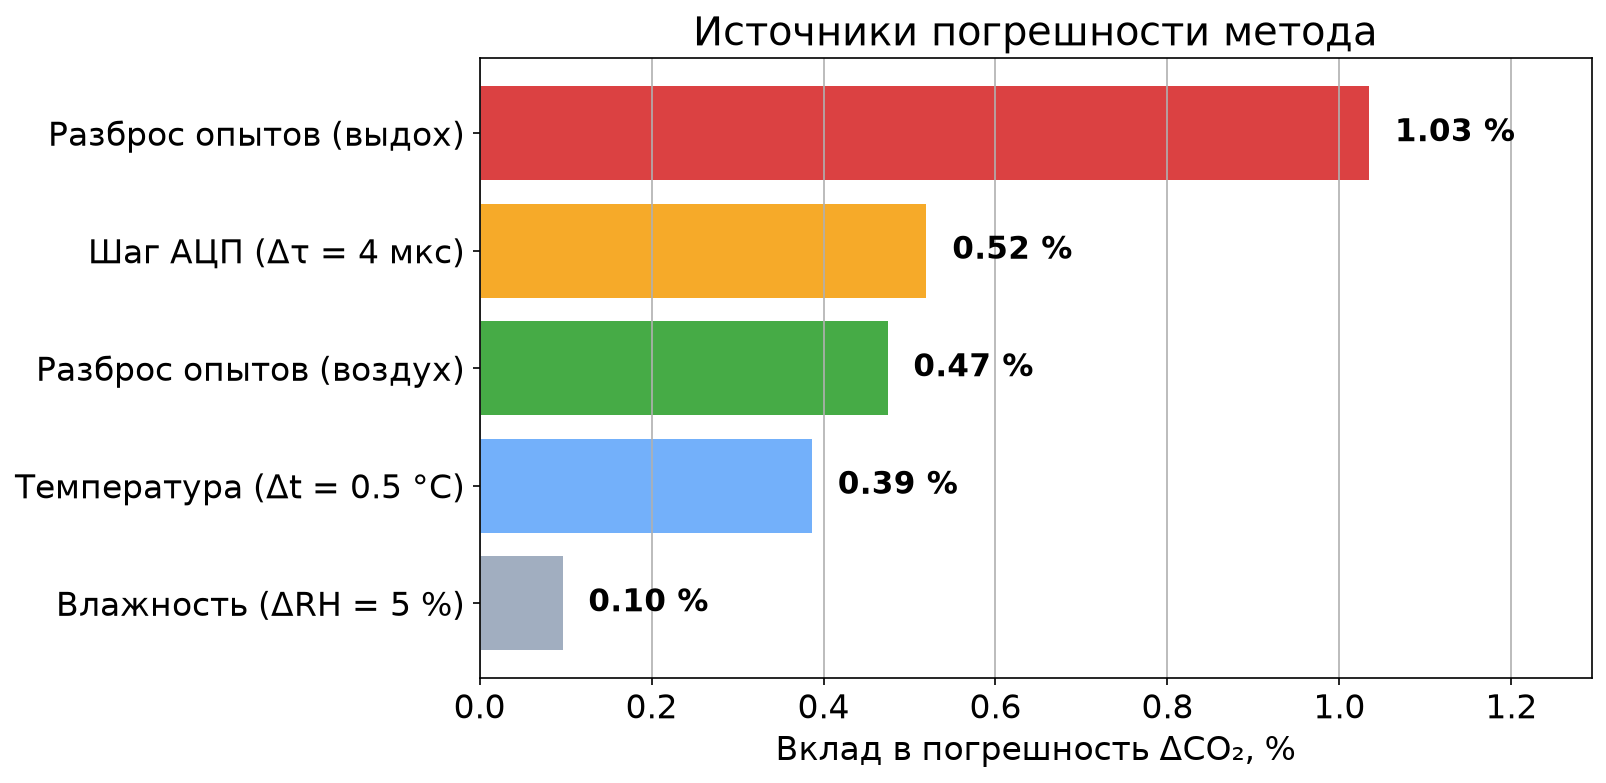 Источники погрешности метода
Разброс опытов (выдох)
1.03 %
Шаг АЦП (Δτ = 4 мкс)
0.52 %
Разброс опытов (воздух)
0.47 %
Температура (Δt = 0.5 °C)
0.39 %
Влажность (ΔRH = 5 %)
0.10 %
0.0 0.2 0.4 0.6 0.8 1.0 1.2
Вклад в погрешность ΔCO₂, %